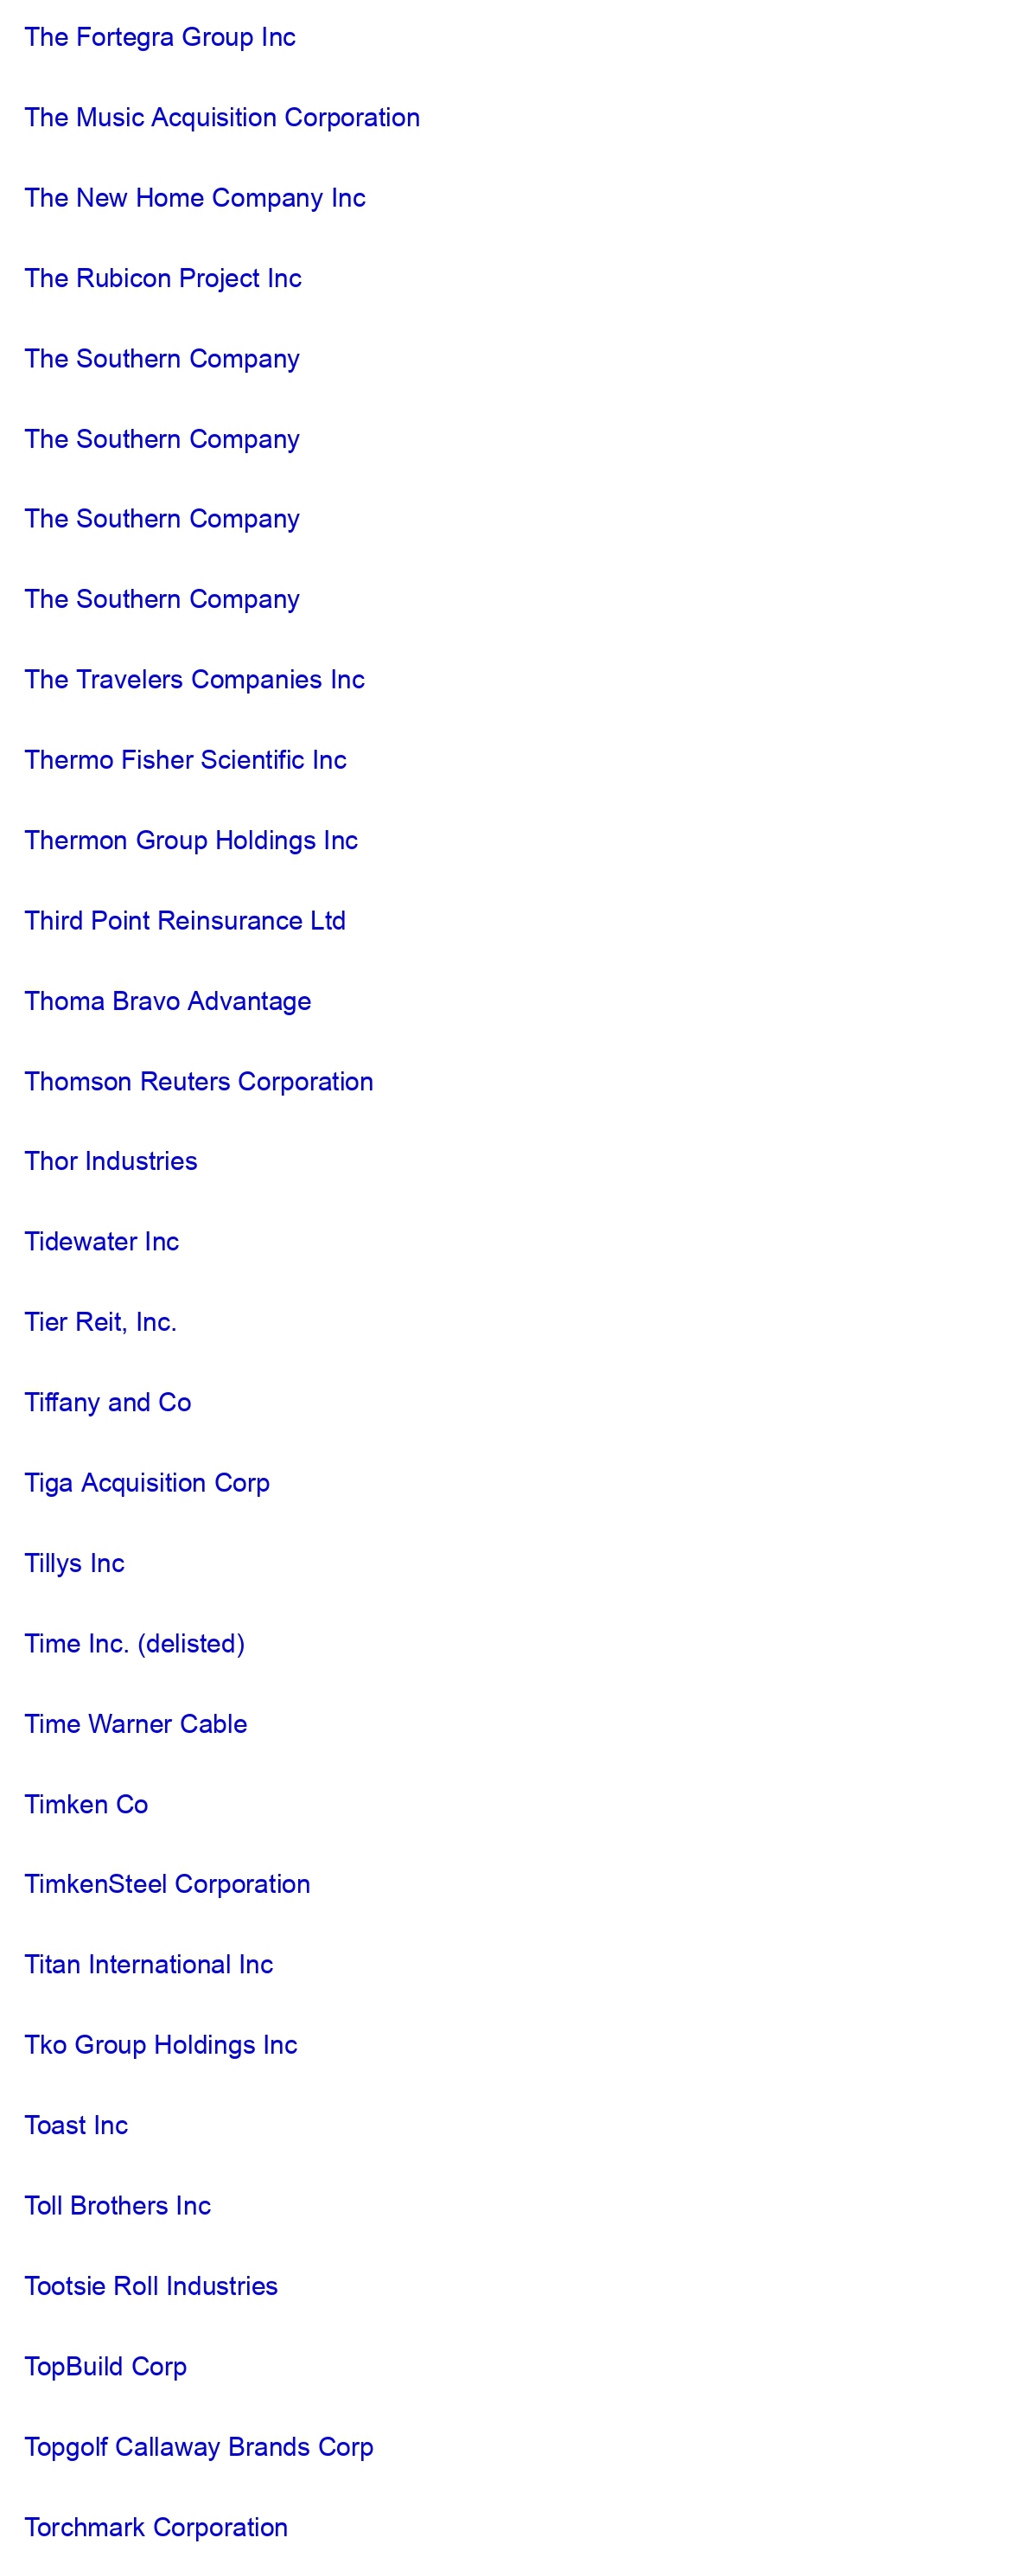 The Fortegra Group Inc
The Music Acquisition Corporation
The New Home Company Inc
The Rubicon Project Inc
The Southern Company
The Southern Company
The Southern Company
The Southern Company
The Travelers Companies Inc
Thermo Fisher Scientific Inc
Thermon Group Holdings Inc
Third Point Reinsurance Ltd
Thoma Bravo Advantage
Thomson Reuters Corporation
Thor Industries
Tidewater Inc
Tier Reit, Inc.
Tiffany and Co
Tiga Acquisition Corp
Tillys Inc
Time Inc. (delisted)
Time Warner Cable
Timken Co
TimkenSteel Corporation
Titan International Inc
Tko Group Holdings Inc
Toast Inc
Toll Brothers Inc
Tootsie Roll Industries
TopBuild Corp
Topgolf Callaway Brands Corp
Torchmark Corporation